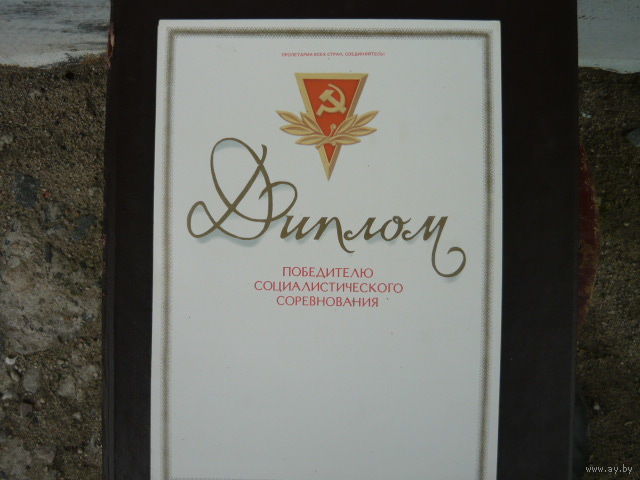 ПРОЛЕТАРИИ ВСЕХ СТРАН, СОЕДИНЯЙТЕСЬ!
Диплом
ПОБЕДИТЕЛЮ
СОЦИАЛИСТИЧЕСКОГО
СОРЕВНОВАНИЯ
www.ay.by